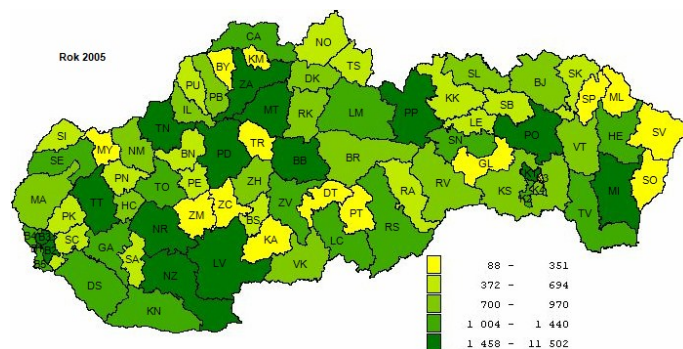 Rok 2005
CA
NO
BY
KM
TS
PU
ZA
DK
SL
BJ
SK
ML
PB
IL
MT
RK
LM
PP
KK
SB
SP
LE
TN
SI
MY
NM
BN
PD
TR
BB
SN
PO
HE
SV
SE
GL
VT
BR
PN
PE
ZH
RA
RV
KS
K3
K4
MI
SO
MA
PK
TT
HC
TO
ZM
ZC
BS
ZV
DT
PT
RS
TV
SC
GA
NR
SA
KA
LC
VK
DS
NZ
LV
KN
88 - 351
372 - 694
700 - 970
1 004 - 1 440
1 458 - 11 502